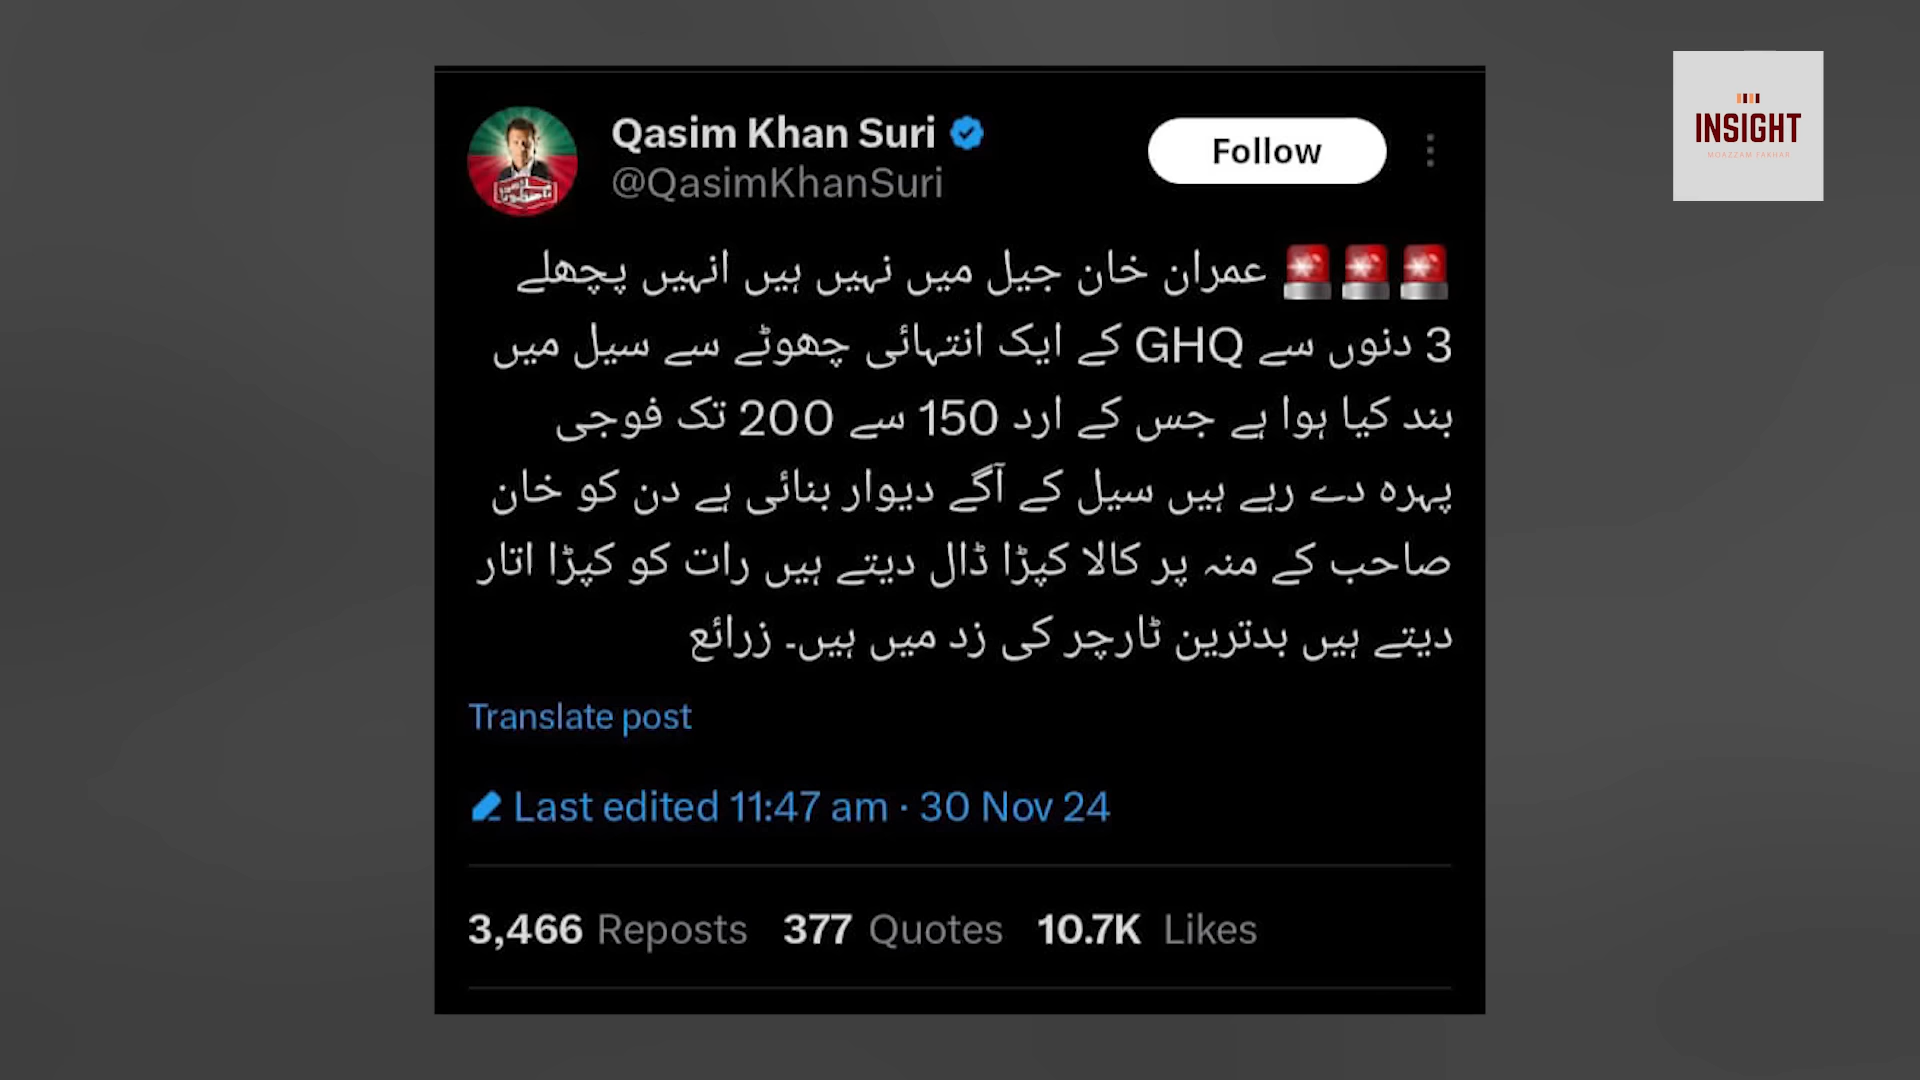 Qasim Khan Suri
@QasimKhanSuri
Follow
INSIGHT
MOAZZAM FAKHAR
🚨🚨🚨 عمران خان جیل میں نہیں ہیں انہیں پچھلے
3 دنوں سے GHQ کے ایک انتہائی چھوٹے سے سیل میں
بند کیا ہوا ہے جس کے ارد 150 سے 200 تک فوجی
پہرہ دے رہے ہیں سیل کے آگے دیوار بنائی ہے دن کو خان
صاحب کے منہ پر کالا کپڑا ڈال دیتے ہیں رات کو کپڑا اتار
دیتے ہیں بدترین ٹارچر کی زد میں ہیں۔ زرائع
Translate post
Last edited 11:47 am · 30 Nov 24
3,466 Reposts 377 Quotes 10.7K Likes